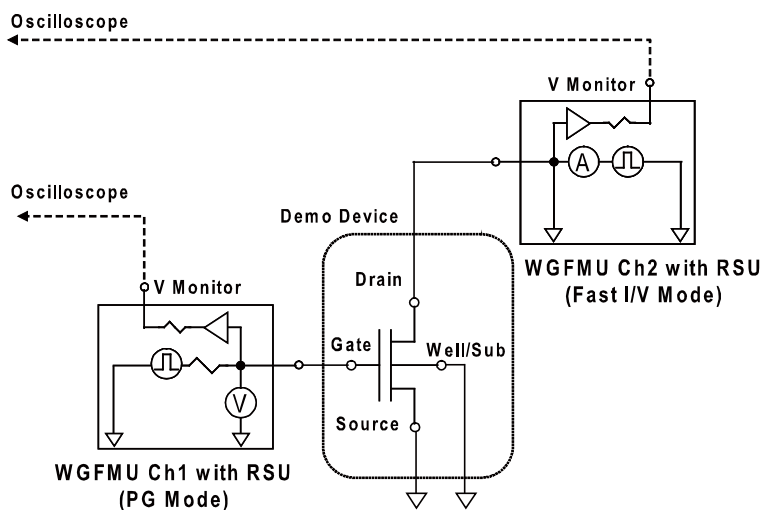 Oscilloscope
V Monitor
A
Oscilloscope
Demo Device
WGFMU Ch2 with RSU
(Fast I/V Mode)
Drain
V Monitor
Gate
Well/Sub
V
Source
WGFMU Ch1 with RSU
(PG Mode)